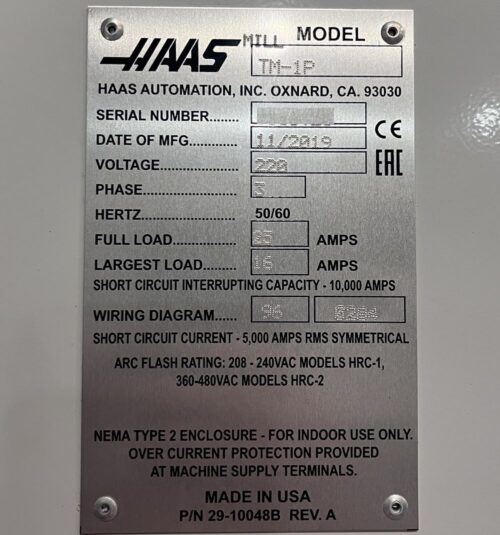 HAAS MILL MODEL
TM-1P
HAAS AUTOMATION, INC. OXNARD, CA. 93030
SERIAL NUMBER........
DATE OF MFG............ 11/2019
CE
VOLTAGE................... 220
EAC
PHASE....................... 3
HERTZ........................ 50/60
FULL LOAD................ 25 AMPS
LARGEST LOAD......... 16 AMPS
SHORT CIRCUIT INTERRUPTING CAPACITY - 10,000 AMPS
WIRING DIAGRAM...... 96
SHORT CIRCUIT CURRENT - 5,000 AMPS RMS SYMMETRICAL
ARC FLASH RATING: 208 - 240VAC MODELS HRC-1,
360-480VAC MODELS HRC-2
NEMA TYPE 2 ENCLOSURE - FOR INDOOR USE ONLY.
OVER CURRENT PROTECTION PROVIDED
AT MACHINE SUPPLY TERMINALS.
MADE IN USA
P/N 29-10048B REV. A